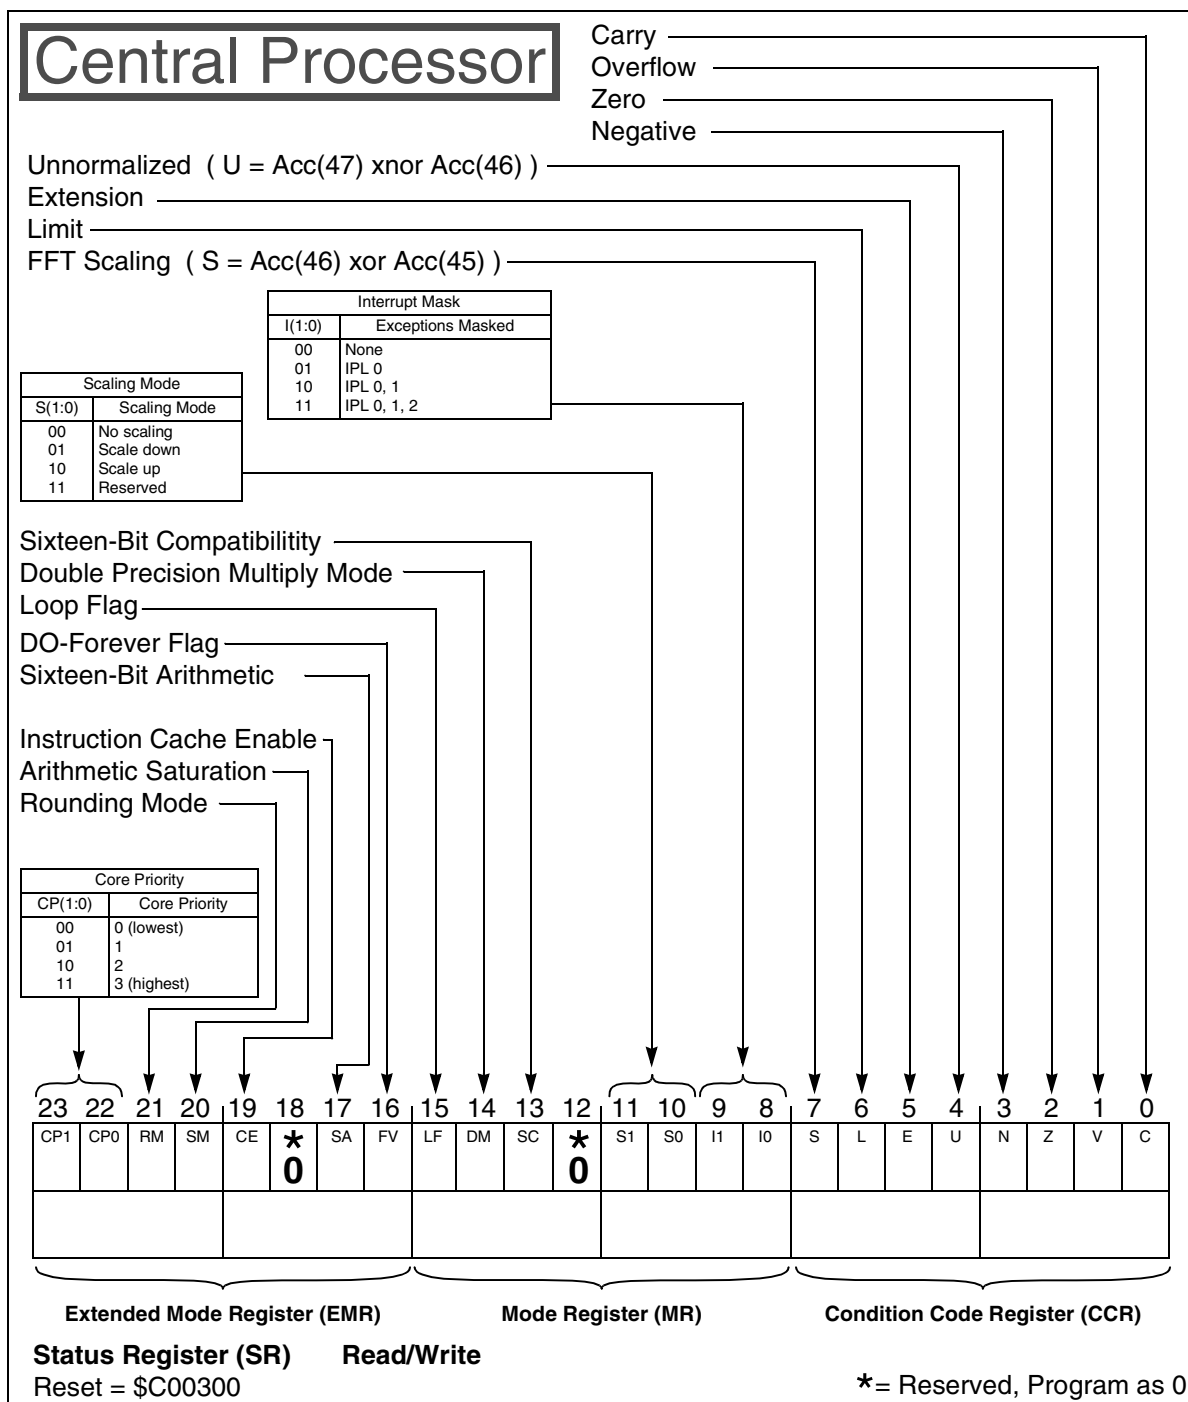 Central Processor
Carry
Overflow
Zero
Negative
Unnormalized ( U = Acc(47) xnor Acc(46) )
Extension
Limit
FFT Scaling ( S = Acc(46) xor Acc(45) )
Interrupt Mask
I(1:0) Exceptions Masked
00 None
01 IPL 0
10 IPL 0, 1
11 IPL 0, 1, 2
Scaling Mode
S(1:0) Scaling Mode
00 No scaling
01 Scale down
10 Scale up
11 Reserved
Sixteen-Bit Compatibilitity
Double Precision Multiply Mode
Loop Flag
DO-Forever Flag
Sixteen-Bit Arithmetic
Instruction Cache Enable
Arithmetic Saturation
Rounding Mode
Core Priority
CP(1:0) Core Priority
00 0 (lowest)
01 1
10 2
11 3 (highest)
23 22 21 20 19 18 17 16 15 14 13 12 11 10 9 8 7 6 5 4 3 2 1 0
CP1 CP0 RM SM CE * SA FV LF DM SC * S1 S0 I1 I0 S L E U N Z V C
0 0
Extended Mode Register (EMR) Mode Register (MR) Condition Code Register (CCR)
Status Register (SR) Read/Write
Reset = $C00300
*= Reserved, Program as 0